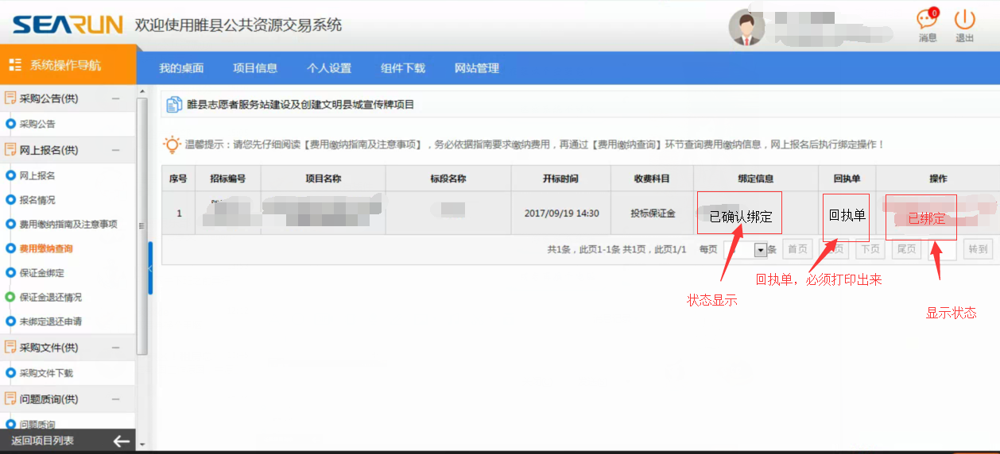 SEARUN 欢迎使用睢县公共资源交易系统
0
消息 退出
系统操作导航
我的桌面 项目信息 个人设置 组件下载 网站管理
采购公告(供)
采购公告
网上报名(供)
网上报名
报名情况
费用缴纳指南及注意事项
费用缴纳查询
保证金绑定
保证金退还情况
未绑定退还申请
采购文件(供)
采购文件下载
问题质询(供)
问题质询
返回项目列表
睢县志愿者服务站建设及创建文明县城宣传牌项目
温馨提示：请您先仔细阅读【费用缴纳指南及注意事项】，务必依据指南要求缴纳费用，再通过【费用缴纳查询】环节查询费用缴纳信息，网上报名后执行绑定操作！
序号 招标编号 项目名称 标段名称 开标时间 收费科目 绑定信息 回执单 操作
1 2017/09/19 14:30 投标保证金 已确认绑定 回执单 已绑定
共1条，此页1-1条 共1页，此页1/1 每页 条 首页 页 下页 尾页 转到
回执单，必须打印出来
状态显示
显示状态